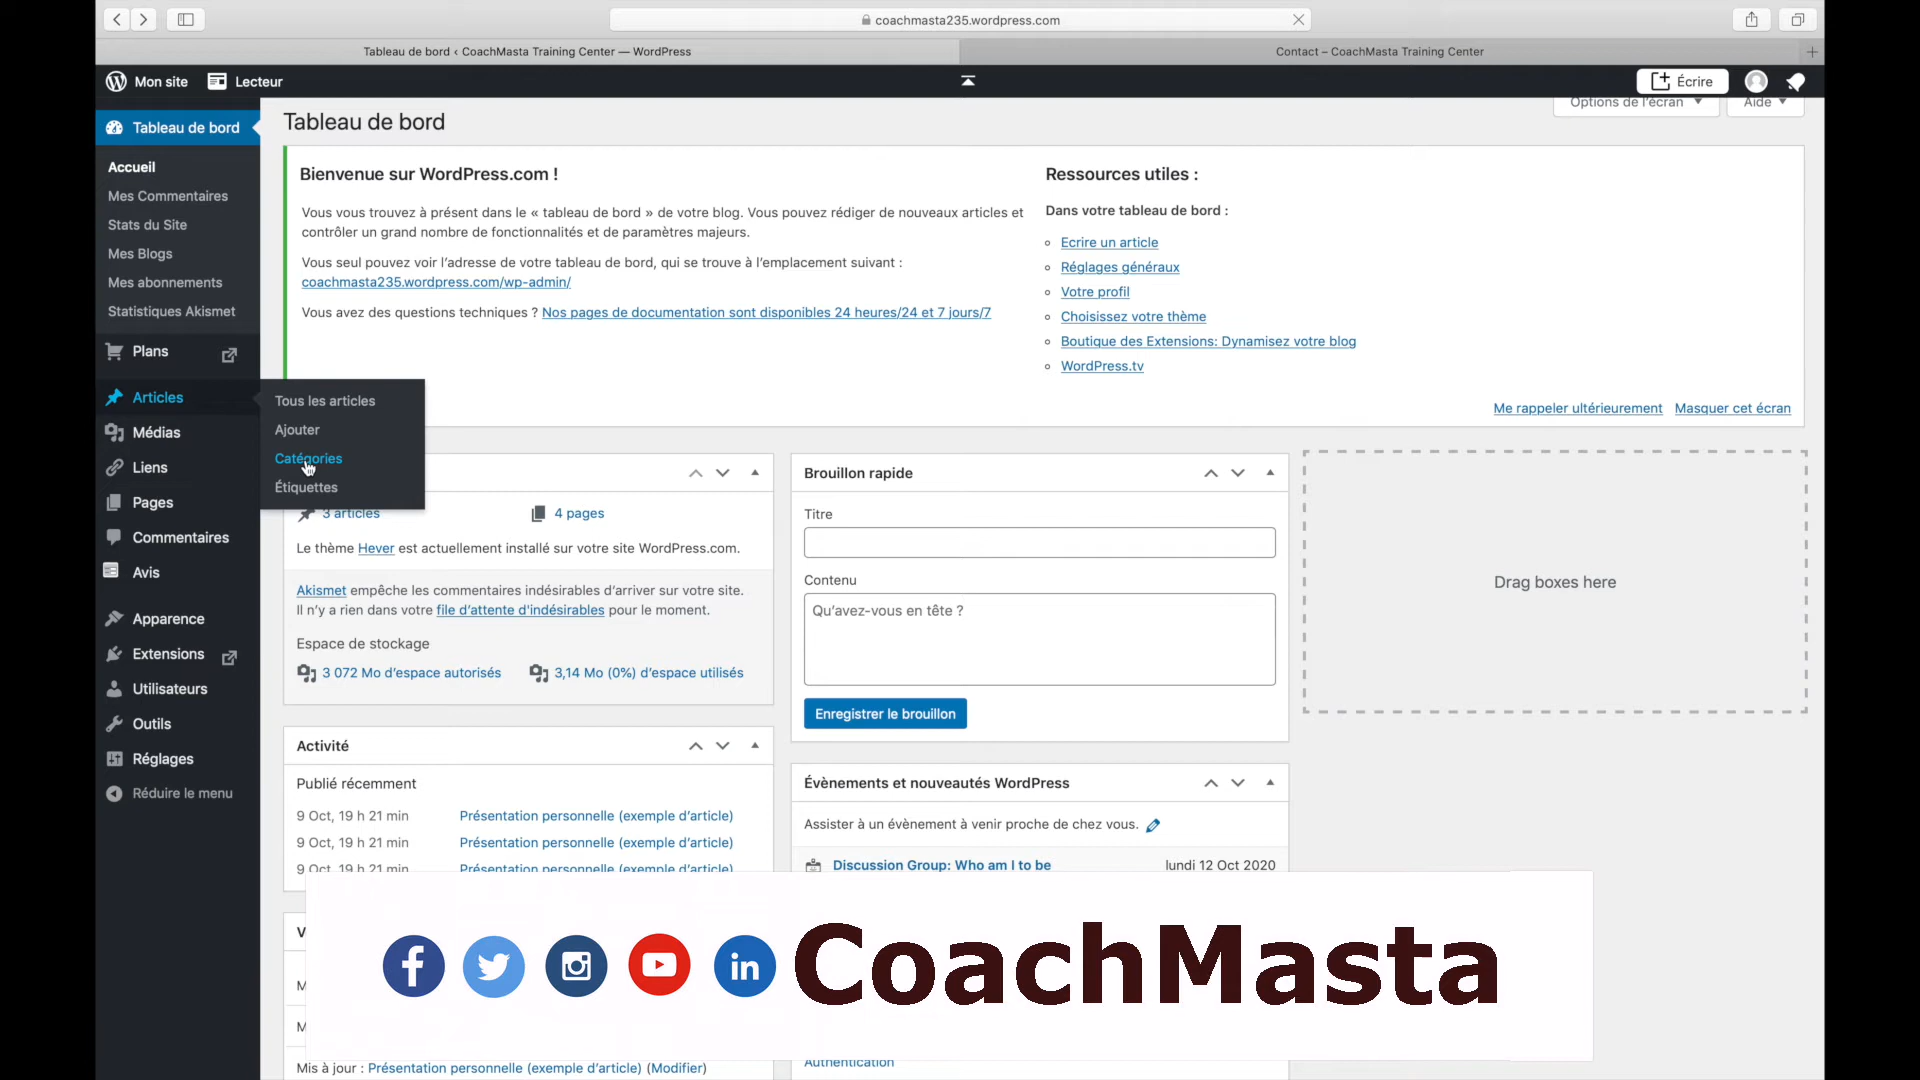 coachmasta235.wordpress.com
Tableau de bord ‹ CoachMasta Training Center — WordPress
Contact – CoachMasta Training Center
Mon site
Lecteur
Écrire
Options de l'écran
Aide
Tableau de bord
Accueil
Mes Commentaires
Stats du Site
Mes Blogs
Mes abonnements
Statistiques Akismet
Plans
Articles
Médias
Liens
Pages
Commentaires
Avis
Apparence
Extensions
Utilisateurs
Outils
Réglages
Réduire le menu
Tous les articles
Ajouter
Catégories
Étiquettes
Tableau de bord
Bienvenue sur WordPress.com !
Vous vous trouvez à présent dans le « tableau de bord » de votre blog. Vous pouvez rédiger de nouveaux articles et
contrôler un grand nombre de fonctionnalités et de paramètres majeurs.
Vous seul pouvez voir l'adresse de votre tableau de bord, qui se trouve à l'emplacement suivant :
coachmasta235.wordpress.com/wp-admin/
Vous avez des questions techniques ? Nos pages de documentation sont disponibles 24 heures/24 et 7 jours/7
Ressources utiles :
Dans votre tableau de bord :
Ecrire un article
Réglages généraux
Votre profil
Choisissez votre thème
Boutique des Extensions: Dynamisez votre blog
WordPress.tv
Me rappeler ultérieurement
Masquer cet écran
3 articles
4 pages
Le thème Hever est actuellement installé sur votre site WordPress.com.
Akismet empêche les commentaires indésirables d'arriver sur votre site.
Il n'y a rien dans votre file d'attente d'indésirables pour le moment.
Espace de stockage
3 072 Mo d'espace autorisés
3,14 Mo (0%) d'espace utilisés
Activité
Publié récemment
9 Oct, 19 h 21 min
Présentation personnelle (exemple d'article)
9 Oct, 19 h 21 min
Présentation personnelle (exemple d'article)
9 Oct, 19 h 21 min
Présentation personnelle (exemple d'article)
V
M
M
Mis à jour : Présentation personnelle (exemple d'article) (Modifier)
Brouillon rapide
Titre
Contenu
Qu'avez-vous en tête ?
Enregistrer le brouillon
Évènements et nouveautés WordPress
Assister à un évènement à venir proche de chez vous.
Discussion Group: Who am I to be
lundi 12 Oct 2020
Authentication
Drag boxes here
CoachMasta